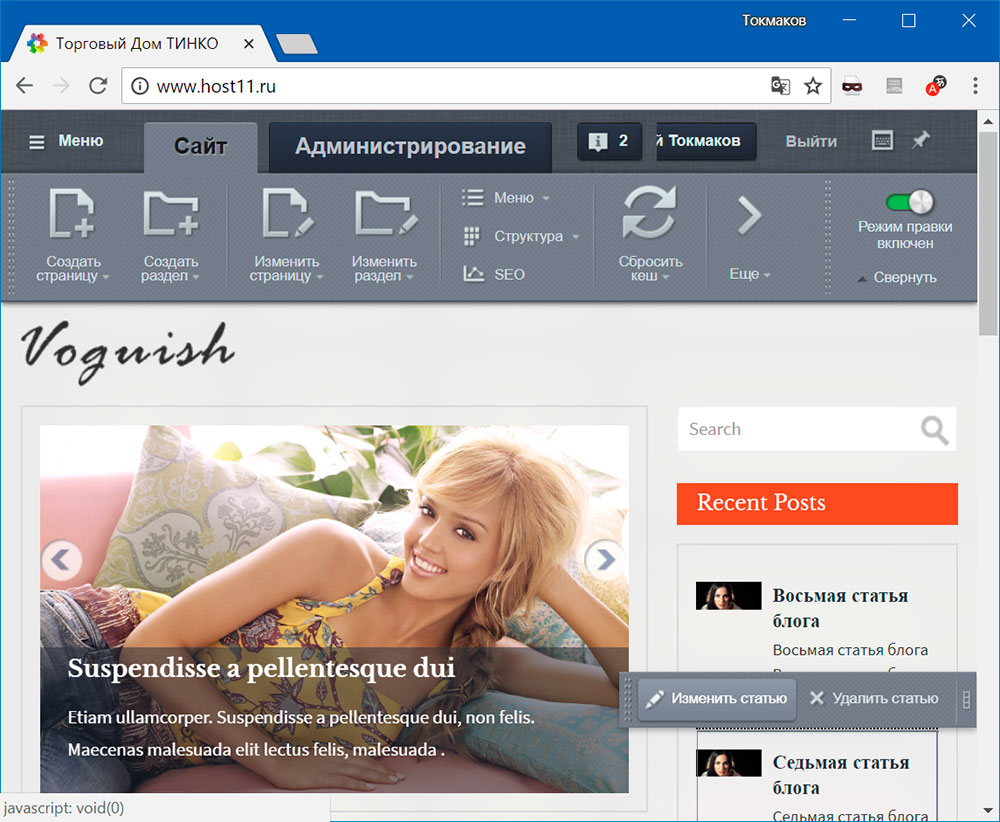 Токмаков
Торговый Дом ТИНКО
www.host11.ru
Меню
Сайт
Администрирование
2
й Токмаков
Выйти
Создать
страницу
Создать
раздел
Изменить
страницу
Изменить
раздел
Меню
Структура
SEO
Сбросить
кеш
Еще
Режим правки
включен
Свернуть
Voguish
Search
Recent Posts
Восьмая статья
блога
Восьмая статья блога
Suspendisse a pellentesque dui
Etiam ullamcorper. Suspendisse a pellentesque dui, non felis.
Maecenas malesuada elit lectus felis, malesuada .
Изменить статью
Удалить статью
Седьмая статья
блога
Седьмая статья блога
javascript: void(0)